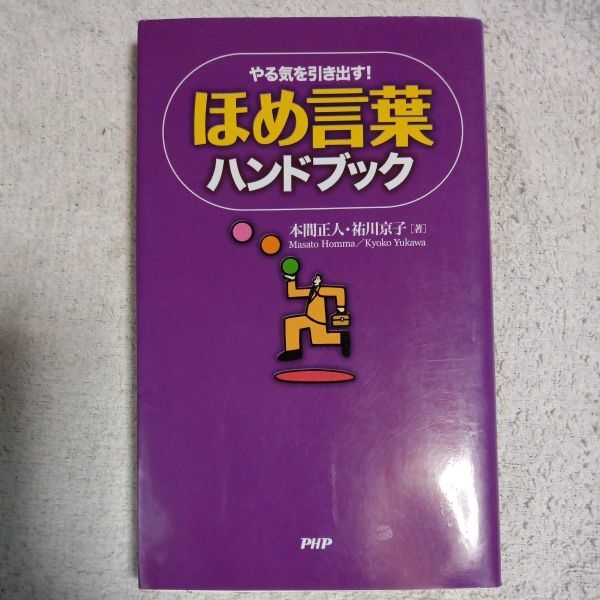 やる気を引き出す!
ほめ言葉
ハンドブック
本間正人・祐川京子[著]
Masato Homma/Kyoko Yukawa
PHP